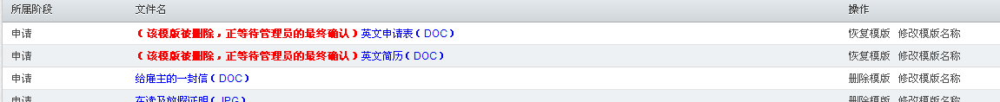 所属阶段 文件名 操作
申请 （该模版被删除，正等待管理员的最终确认）英文申请表（DOC） 恢复模版 修改模版名称
申请 （该模版被删除，正等待管理员的最终确认）英文简历（DOC） 恢复模版 修改模版名称
申请 给雇主的一封信（DOC） 删除模版 修改模版名称
申请 在读及放假证明（JPG） 删除模版 修改模版名称